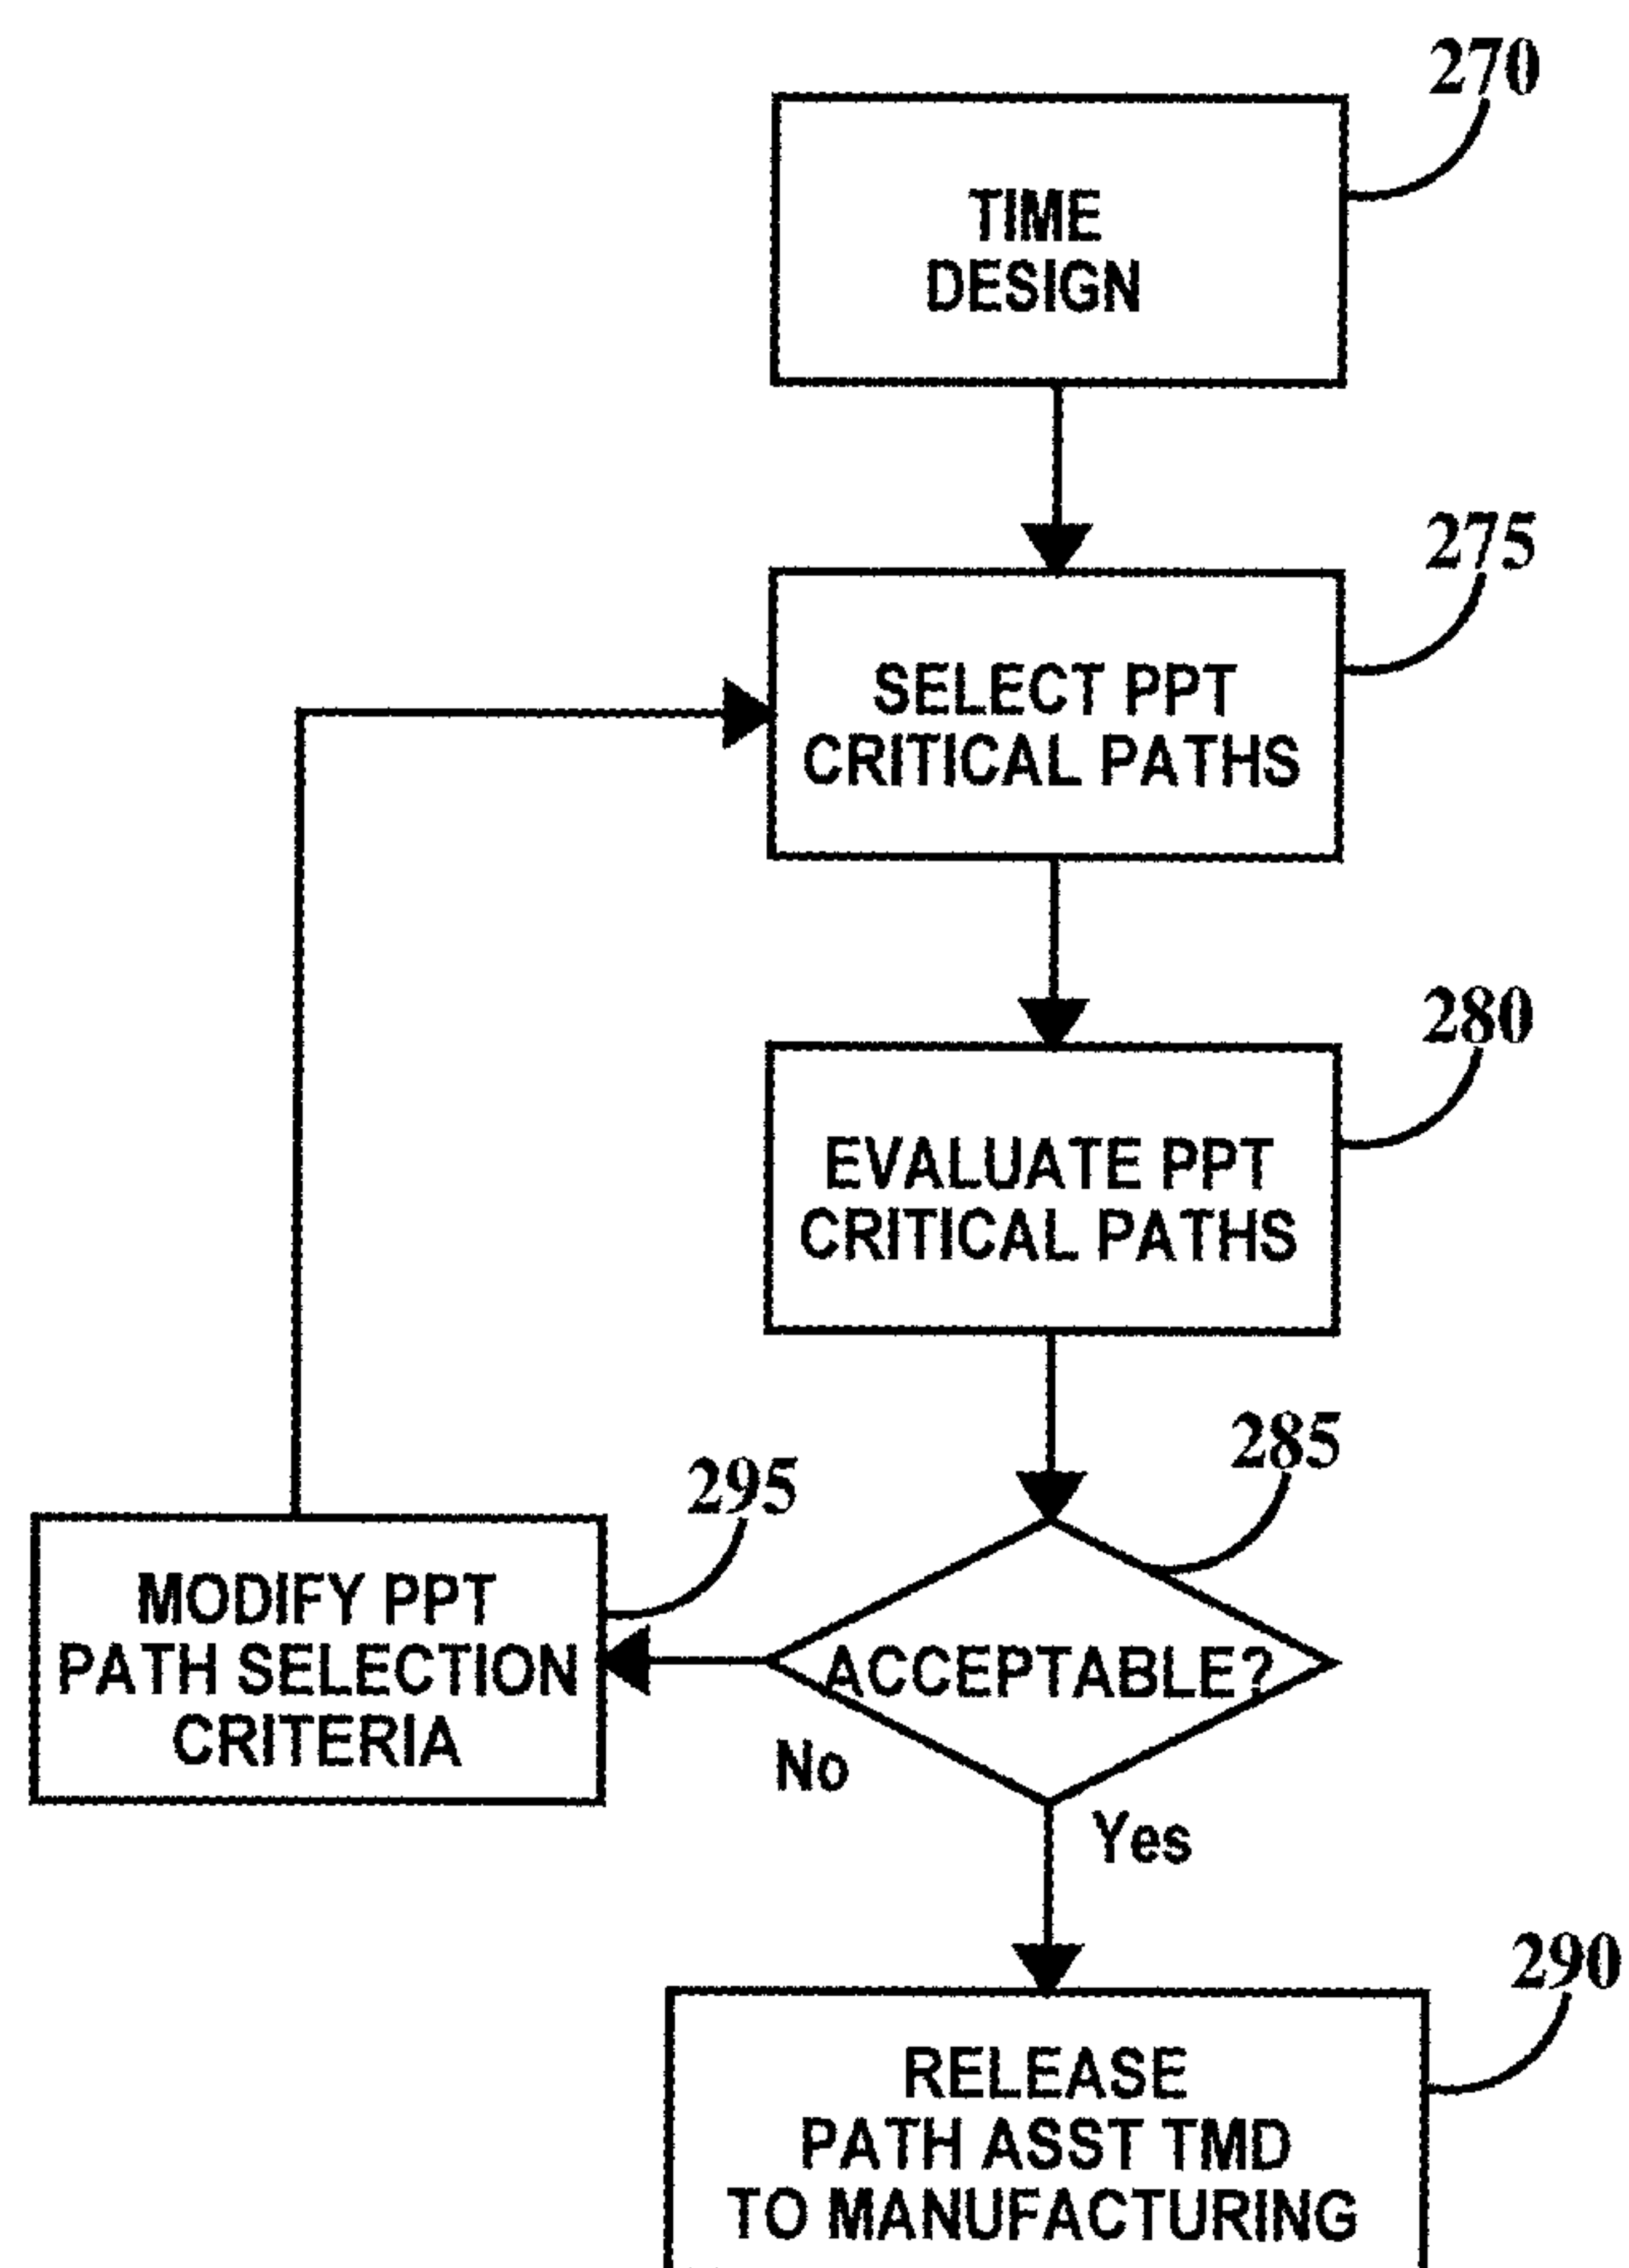 270
TIME
DESIGN
275
SELECT PPT
CRITICAL PATHS
280
EVALUATE PPT
CRITICAL PATHS
285
295
MODIFY PPT
PATH SELECTION
CRITERIA
ACCEPTABLE?
No
Yes
290
RELEASE
PATH ASST TMD
TO MANUFACTURING